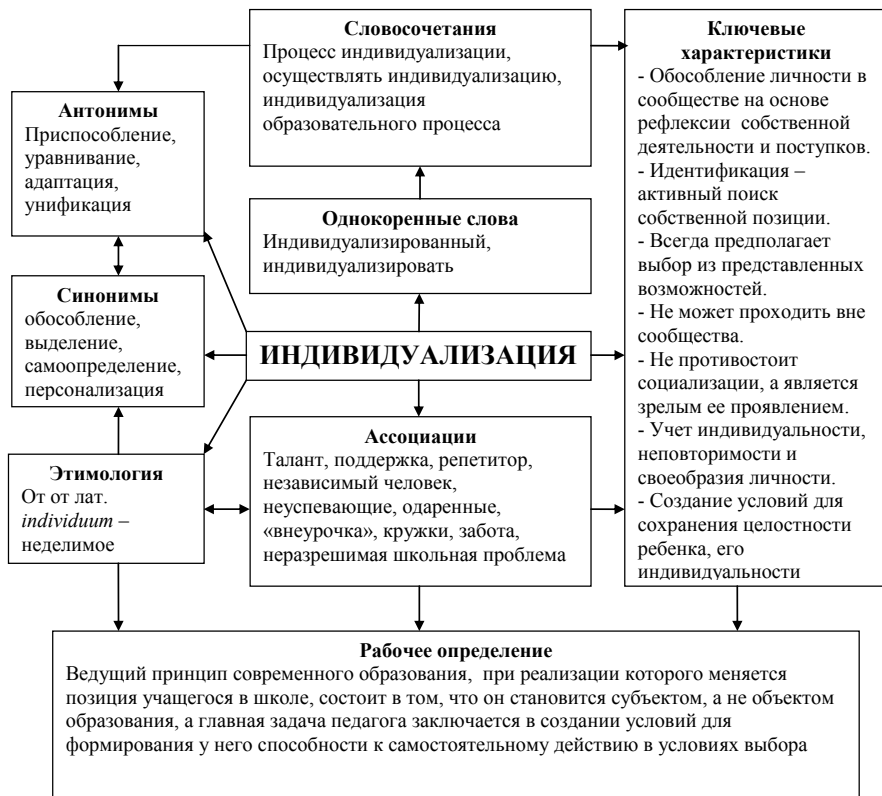 Словосочетания
Процесс индивидуализации,
осуществлять индивидуализацию,
индивидуализация
образовательного процесса
Антонимы
Приспособление,
уравнивание,
адаптация,
унификация
Однокоренные слова
Индивидуализированный,
индивидуализировать
Синонимы
обособление,
выделение,
самоопределение,
персонализация
ИНДИВИДУАЛИЗАЦИЯ
Этимология
От от лат.
individuum –
неделимое
Ассоциации
Талант, поддержка, репетитор,
независимый человек,
неуспевающие, одаренные,
«внеурочка», кружки, забота,
неразрешимая школьная проблема
Ключевые
характеристики
- Обособление личности в
сообществе на основе
рефлексии собственной
деятельности и поступков.
- Идентификация –
активный поиск
собственной позиции.
- Всегда предполагает
выбор из представленных
возможностей.
- Не может проходить вне
сообщества.
- Не противостоит
социализации, а является
зрелым ее проявлением.
- Учет индивидуальности,
неповторимости и
своеобразия личности.
- Создание условий для
сохранения целостности
ребенка, его
индивидуальности
Рабочее определение
Ведущий принцип современного образования, при реализации которого меняется
позиция учащегося в школе, состоит в том, что он становится субъектом, а не объектом
образования, а главная задача педагога заключается в создании условий для
формирования у него способности к самостоятельному действию в условиях выбора